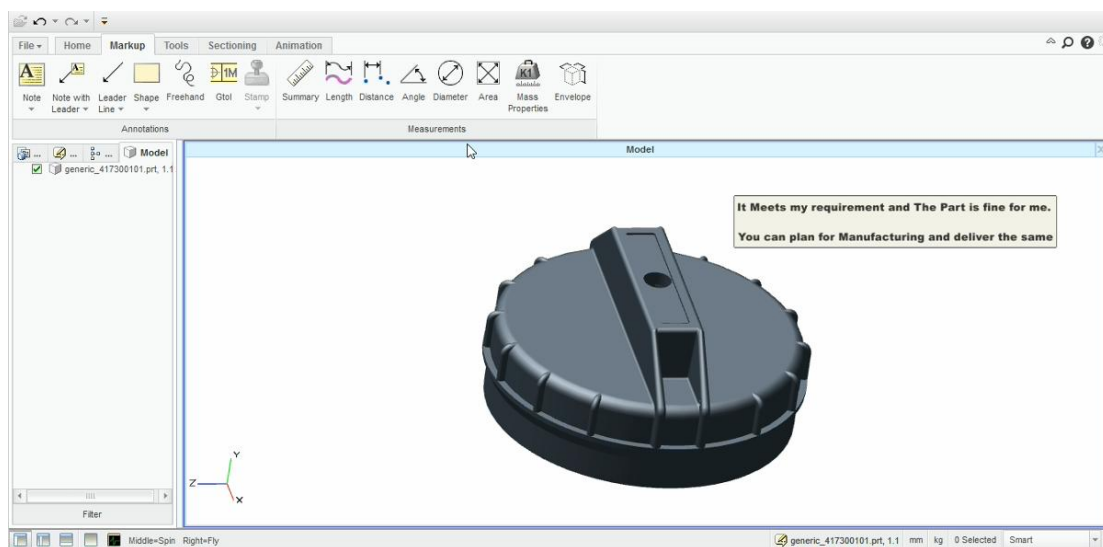 File
Home
Markup
Tools
Sectioning
Animation
A
Note
A
Note with
Leader
Leader
Line
Shape
Freehand
1M
Gtol
Stamp
Summary
Length
Distance
Angle
Diameter
Area
K1
Mass
Properties
Envelope
Annotations
Measurements
...
...
...
Model
generic_417300101.prt, 1.1
Model
It Meets my requirement and The Part is fine for me.
You can plan for Manufacturing and deliver the same
Y
Z
X
Filter
Middle=Spin Right=Fly
generic_417300101.prt, 1.1 mm kg 0 Selected Smart